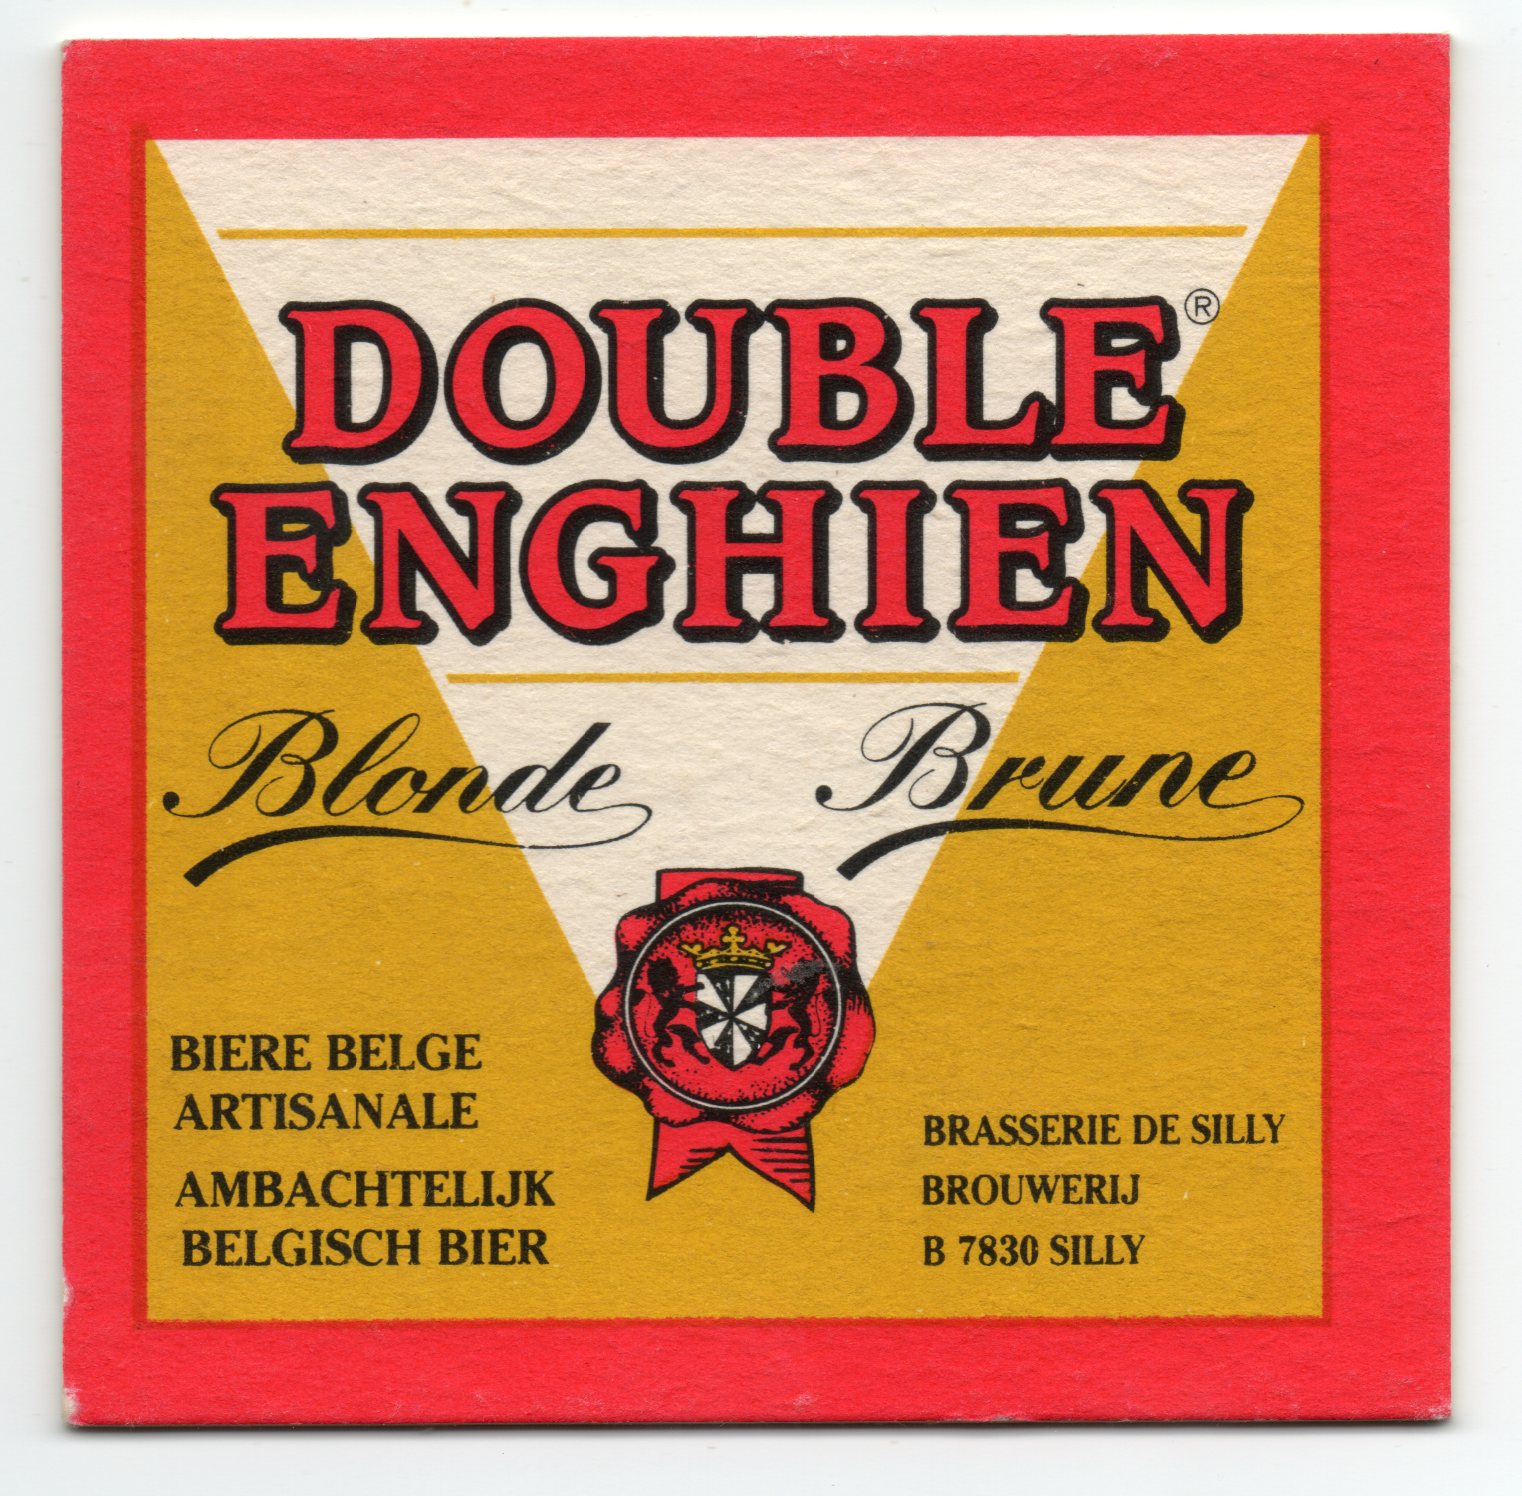 DOUBLE®
ENGHIEN
Blonde Brune
BIERE BELGE
ARTISANALE
AMBACHTELIJK
BELGISCH BIER
BRASSERIE DE SILLY
BROUWERIJ
B 7830 SILLY